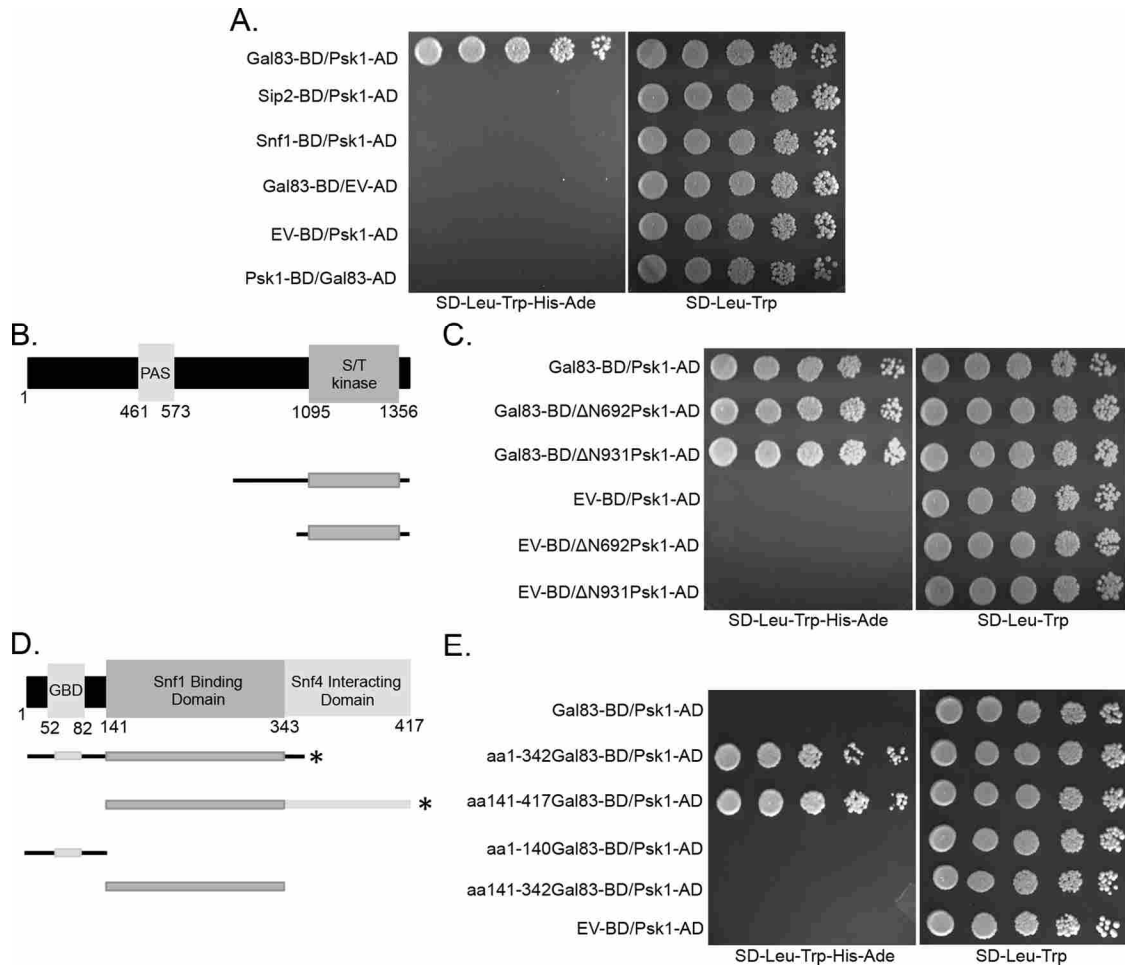 A.
Gal83-BD/Psk1-AD
Sip2-BD/Psk1-AD
Snf1-BD/Psk1-AD
Gal83-BD/EV-AD
EV-BD/Psk1-AD
Psk1-BD/Gal83-AD
SD-Leu-Trp-His-Ade SD-Leu-Trp
B.
PAS
S/T
kinase
1
461 573 1095 1356
C.
Gal83-BD/Psk1-AD
Gal83-BD/ΔN692Psk1-AD
Gal83-BD/ΔN931Psk1-AD
EV-BD/Psk1-AD
EV-BD/ΔN692Psk1-AD
EV-BD/ΔN931Psk1-AD
SD-Leu-Trp-His-Ade SD-Leu-Trp
D.
GBD
Snf1 Binding
Domain
Snf4 Interacting
Domain
1
52 82 141 343 417
*
*
E.
Gal83-BD/Psk1-AD
aa1-342Gal83-BD/Psk1-AD
aa141-417Gal83-BD/Psk1-AD
aa1-140Gal83-BD/Psk1-AD
aa141-342Gal83-BD/Psk1-AD
EV-BD/Psk1-AD
SD-Leu-Trp-His-Ade SD-Leu-Trp